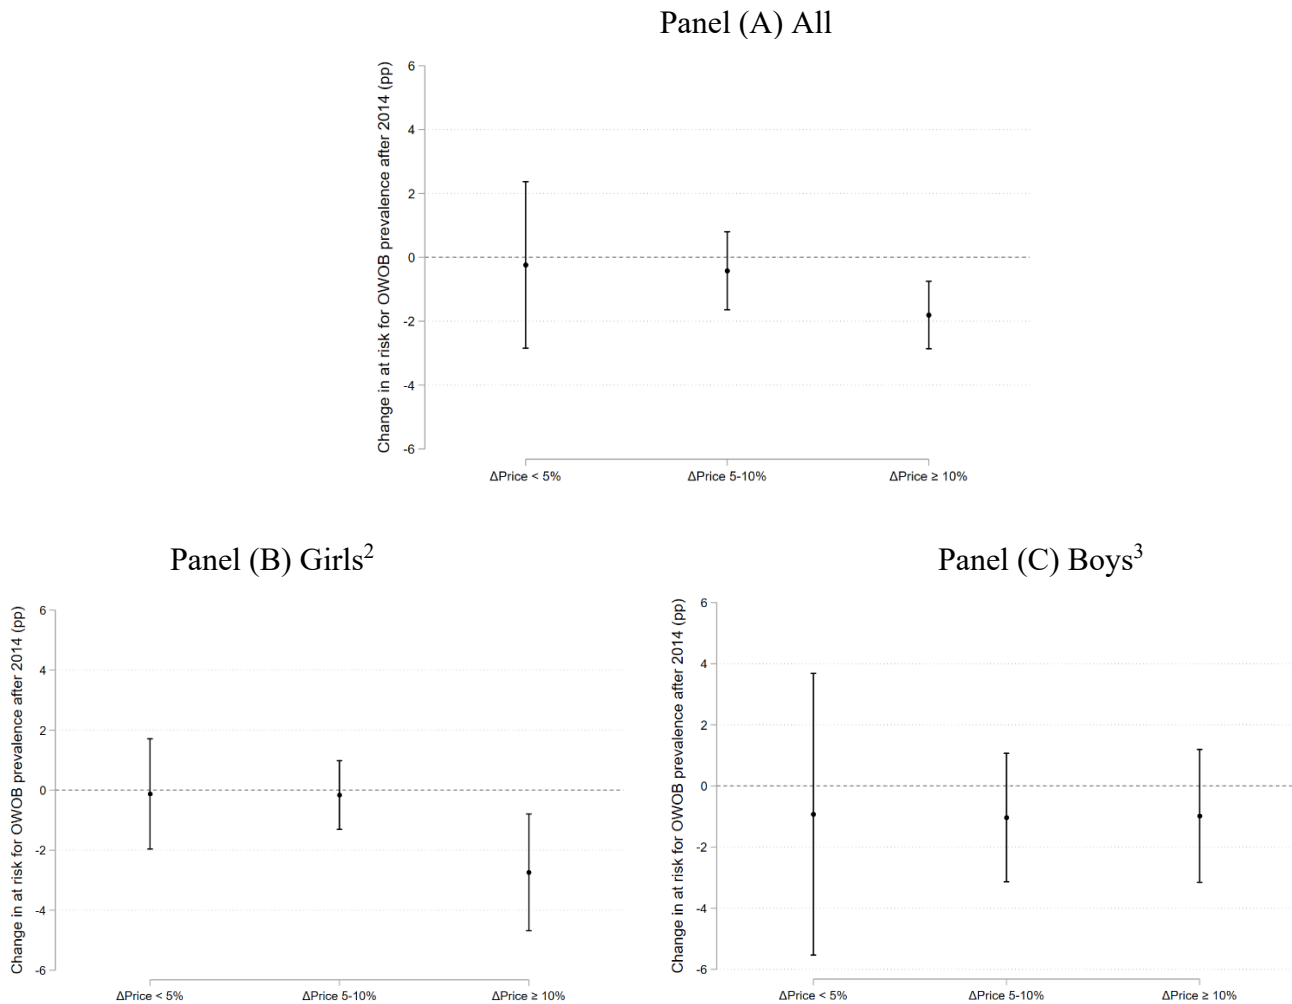 Panel (A) All
Change in at risk for OWOB prevalence after 2014 (pp)
6
4
2
0
-2
-4
-6
ΔPrice < 5%
ΔPrice 5-10%
ΔPrice ≥ 10%
Panel (B) Girls²
Change in at risk for OWOB prevalence after 2014 (pp)
6
4
2
0
-2
-4
-6
ΔPrice < 5%
ΔPrice 5-10%
ΔPrice ≥ 10%
Panel (C) Boys³
Change in at risk for OWOB prevalence after 2014 (pp)
6
4
2
0
-2
-4
-6
ΔPrice < 5%
ΔPrice 5-10%
ΔPrice ≥ 10%